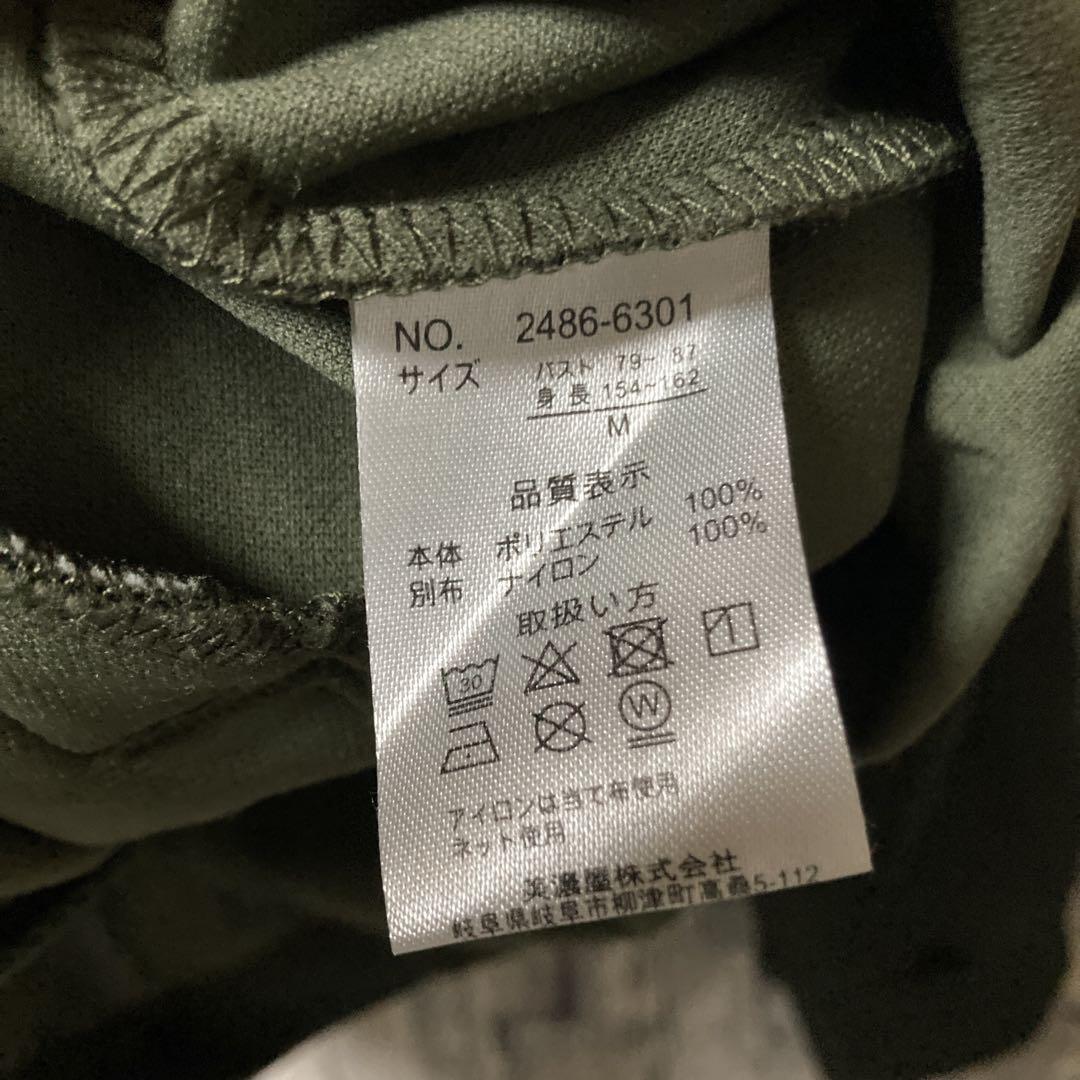 NO. 2486-6301
サイズ バスト 79~87
身長 154~162
M
品質表示
本体 ポリエステル 100%
別布 ナイロン 100%
取扱い方
30
W
アイロンは当て布使用
ネット使用
美濃屋株式会社
岐阜県岐阜市柳津町高桑5-112